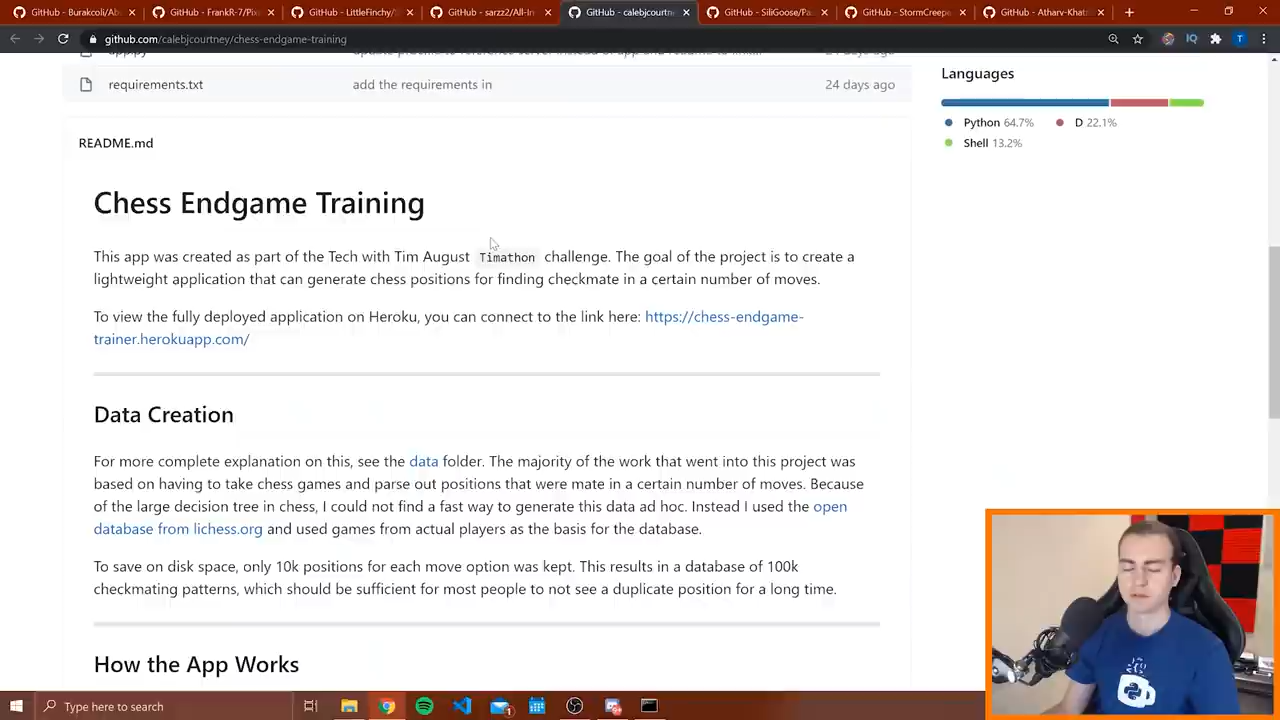 GitHub - Burakcoli/Ab
GitHub - FrankR-7/Pix
GitHub - LittleFinchy/S
GitHub - sarzz2/All-In
GitHub - calebjcourtne
GitHub - SiliGoose/Pa
GitHub - StormCreepe
GitHub - Atharv-Khat
github.com/calebjcourtney/chess-endgame-training
requirements.txt
add the requirements in
24 days ago
Languages
Python 64.7%
D 22.1%
Shell 13.2%
README.md
Chess Endgame Training
This app was created as part of the Tech with Tim August Timathon challenge. The goal of the project is to create a
lightweight application that can generate chess positions for finding checkmate in a certain number of moves.
To view the fully deployed application on Heroku, you can connect to the link here: https://chess-endgame-
trainer.herokuapp.com/
Data Creation
For more complete explanation on this, see the data folder. The majority of the work that went into this project was
based on having to take chess games and parse out positions that were mate in a certain number of moves. Because
of the large decision tree in chess, I could not find a fast way to generate this data ad hoc. Instead I used the open
database from lichess.org and used games from actual players as the basis for the database.
To save on disk space, only 10k positions for each move option was kept. This results in a database of 100k
checkmating patterns, which should be sufficient for most people to not see a duplicate position for a long time.
How the App Works
Type here to search